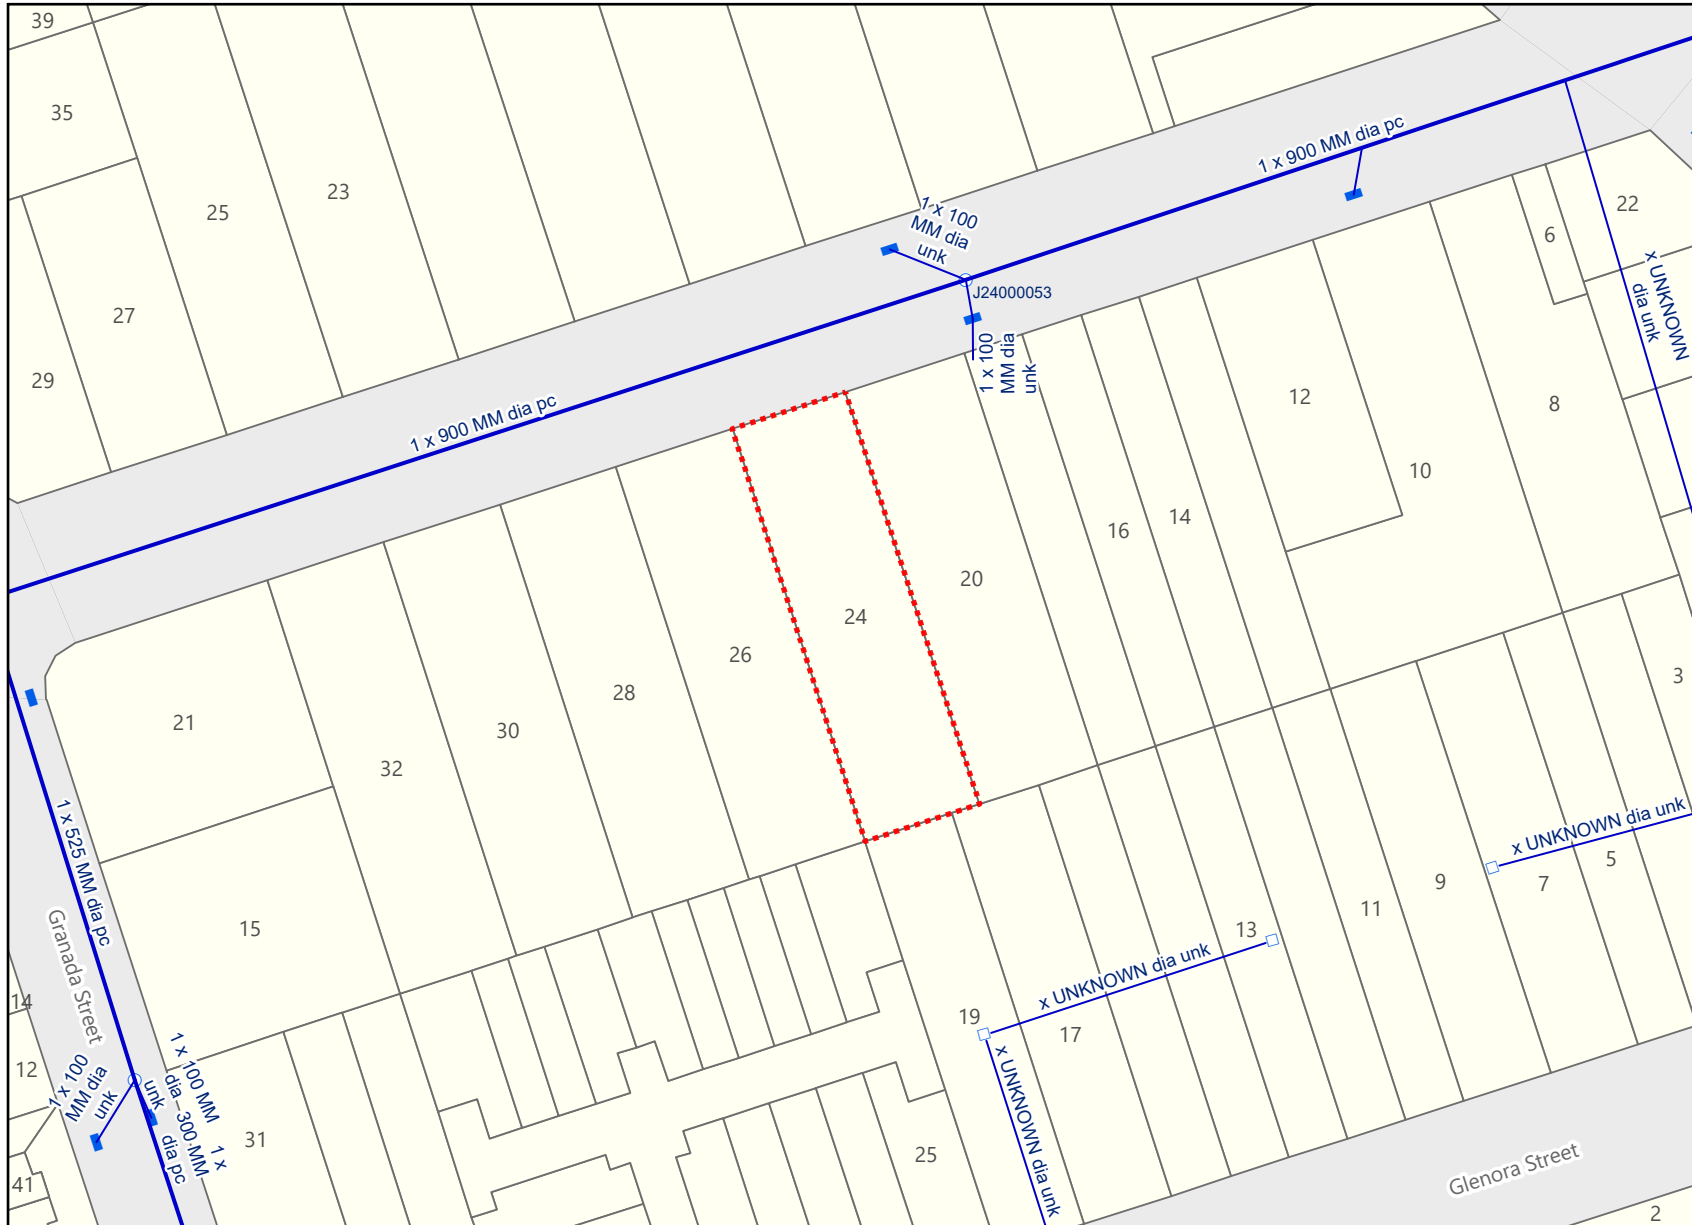 39
35
25
23
27
29
1 x 900 MM dia pc
1 x 100
MM dia
unk
J24000053
1 x 100
MM dia
unk
1 x 900 MM dia pc
22
6
x UNKNOWN
dia unk
12
8
10
16
14
20
24
26
28
30
32
21
15
3
1 x 525 MM dia pc
Granada Street
x UNKNOWN dia unk
5
7
9
11
13
x UNKNOWN dia unk
19
17
x UNKNOWN dia unk
14
12
41
1 x 100
MM dia
unk
1 x 100 MM
dia
unk
1 x
300 MM
dia pc
31
25
Glenora Street
2